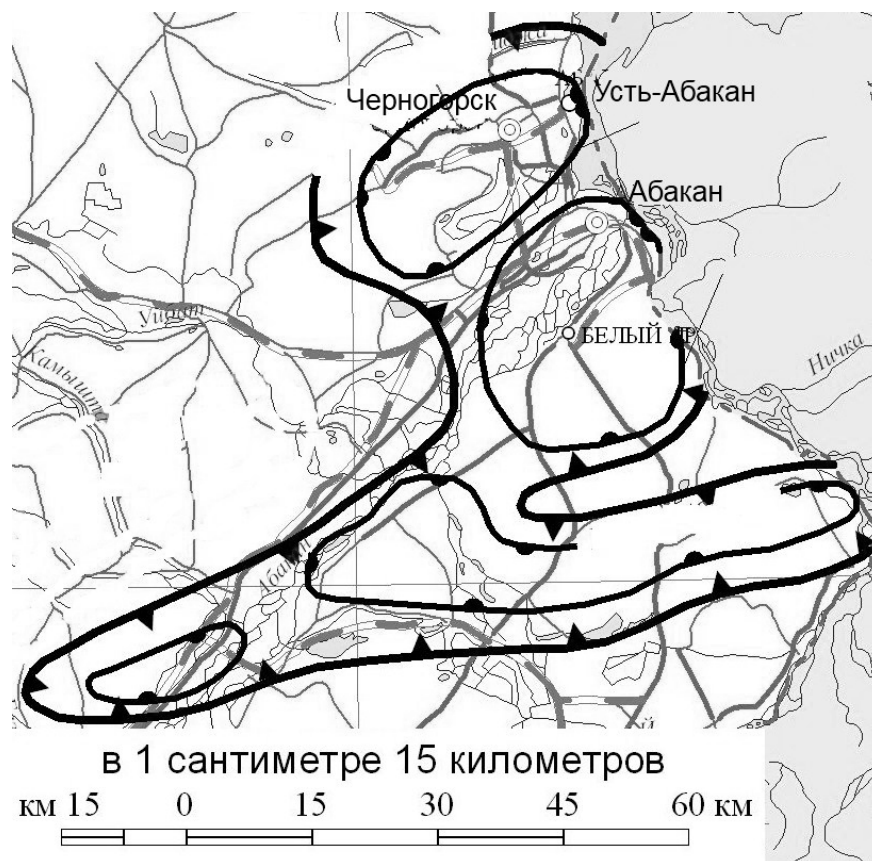 Черногорск
Усть-Абакан
Абакан
Уйбат
БЕЛЫЙ ЯР
Ничка
Камышта
Абакан
в 1 сантиметре 15 километров
км 15 0 15 30 45 60 км